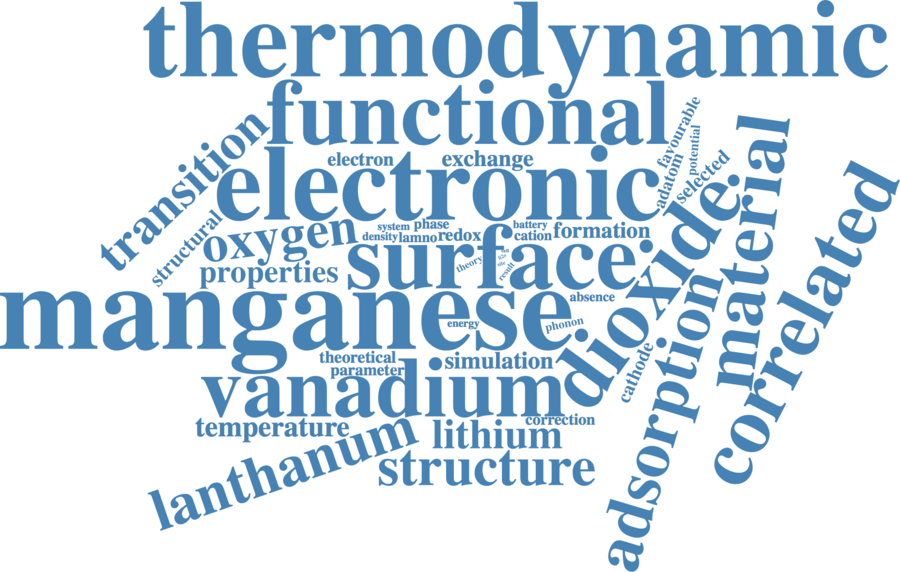 thermodynamic
functional
transition
electron
exchange
favourable
potential
adatom
selected
electronic
material
structural
oxygen
system
phase
density
lamno
redox
battery
cation
formation
correlated
properties
surface
theory
result
dioxide
manganese
absence
energy
phonon
adsorption
theoretical
parameter
simulation
cathode
vanadium
correction
temperature
lanthanum
lithium
structure